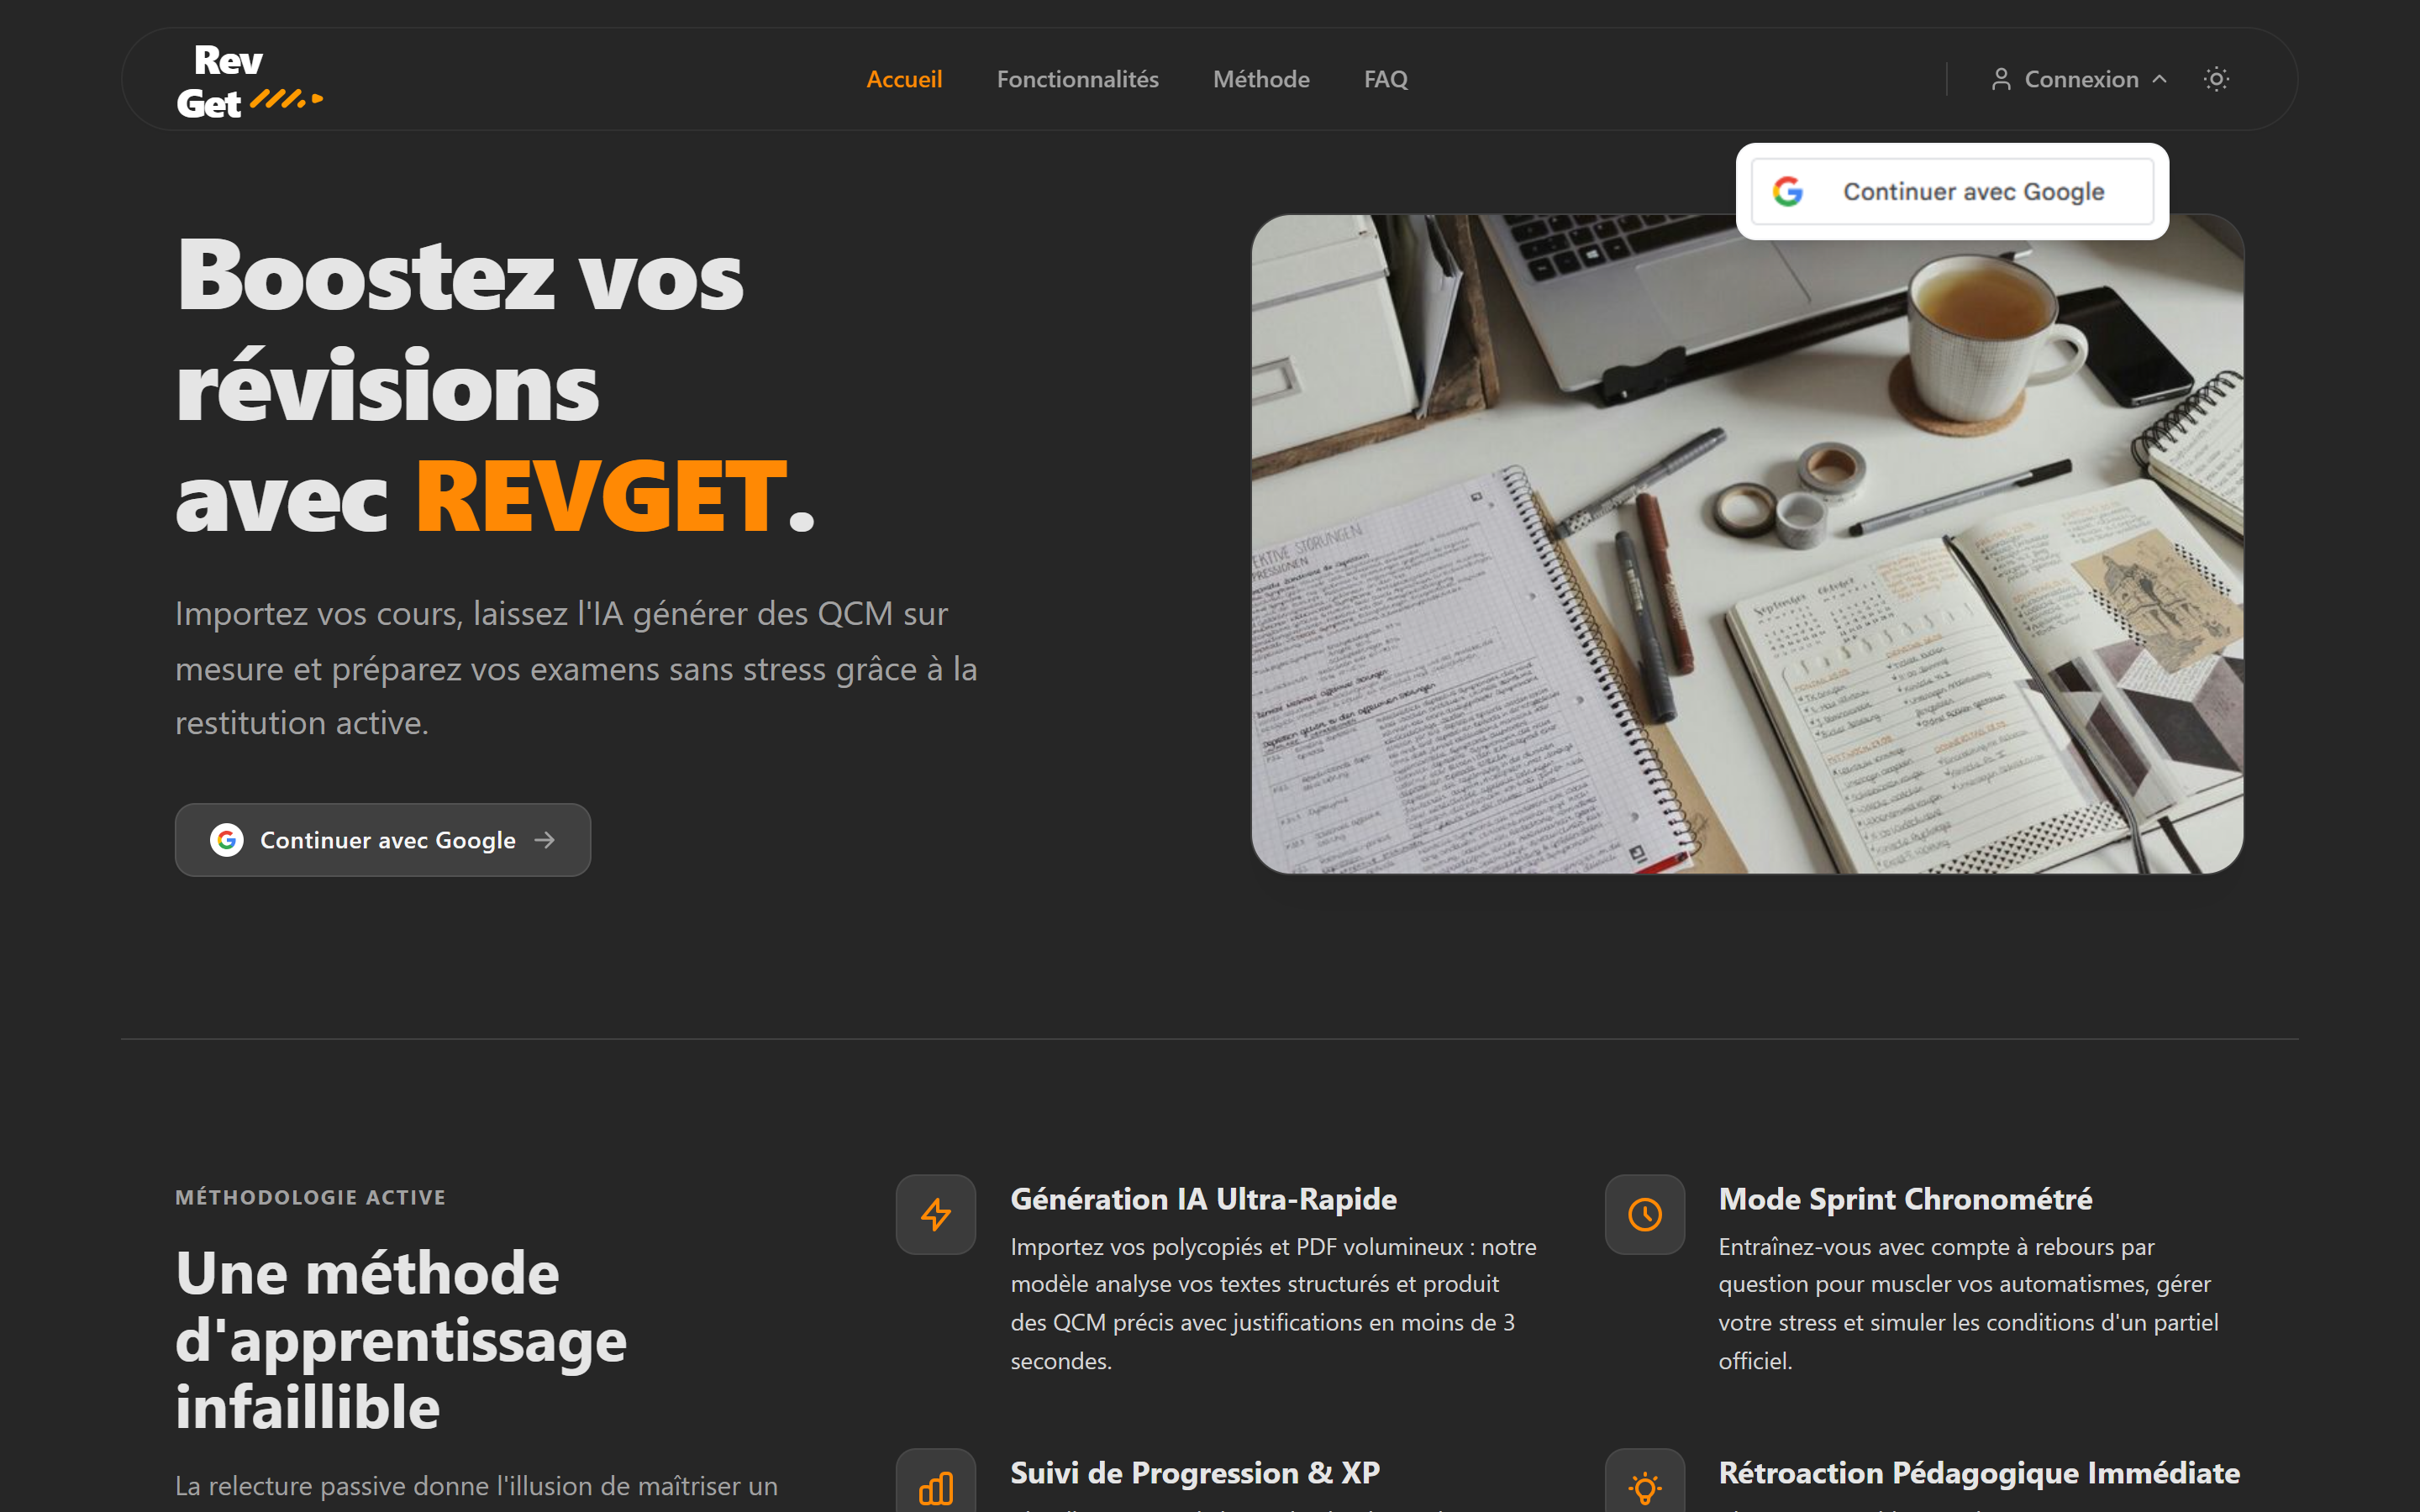 Rev
Get
Accueil
Fonctionnalités
Méthode
FAQ
Connexion
Continuer avec Google
Boostez vos
révisions
avec REVGET.
Importez vos cours, laissez l'IA générer des QCM sur
mesure et préparez vos examens sans stress grâce à la
restitution active.
Continuer avec Google
September
Oktober
MÉTHODOLOGIE ACTIVE
Une méthode
d'apprentissage
infaillible
La relecture passive donne l'illusion de maîtriser un
Génération IA Ultra-Rapide
Importez vos polycopiés et PDF volumineux : notre
modèle analyse vos textes structurés et produit
des QCM précis avec justifications en moins de 3
secondes.
Mode Sprint Chronométré
Entraînez-vous avec compte à rebours par
question pour muscler vos automatismes, gérer
votre stress et simuler les conditions d'un partiel
officiel.
Suivi de Progression & XP
Rétroaction Pédagogique Immédiate